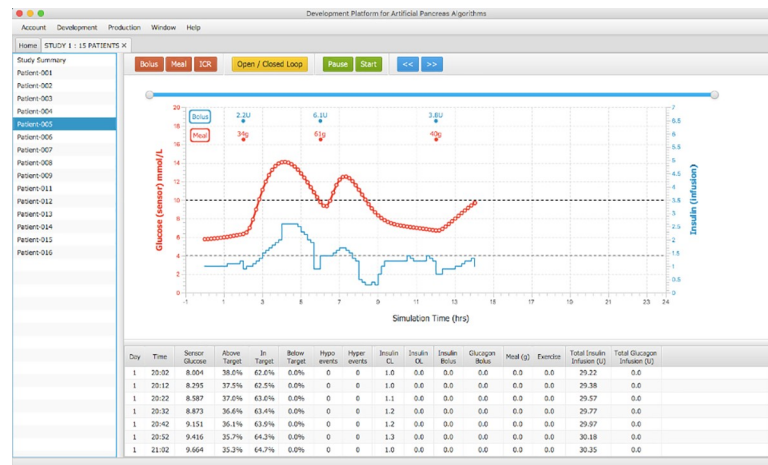 Development Platform for Artificial Pancreas Algorithms
Account Development Production Window Help
Home STUDY 1 : 15 PATIENTS ×
Study Summary
Patient-001
Patient-002
Patient-003
Patient-004
Patient-005
Patient-006
Patient-007
Patient-008
Patient-009
Patient-011
Patient-012
Patient-013
Patient-014
Patient-015
Patient-016
Bolus Meal ICR Open / Closed Loop Pause Start << >>
Glucose (sensor) mmol/L
20
18
16
14
12
10
8
6
4
2
0
Bolus 2.2U 6.1U 3.8U
Meal 34g 61g 40g
7
6.5
6
5.5
5
4.5
4
3.5
3
2.5
2
1.5
1
0.5
0
Insulin (infusion)
-1 1 3 5 7 9 11 13 15 17 19 21 23 24
Simulation Time (hrs)
Day Time Sensor Glucose Above Target In Target Below Target Hypo events Hyper events Insulin CL Insulin OL Insulin Bolus Glucagon Bolus Meal (g) Exercise Total Insulin Infusion (U) Total Glucagon Infusion (U)
1 20:02 8.004 38.0% 62.0% 0.0% 0 0 1.0 0.0 0.0 0.0 0.0 0.0 29.22 0.0
1 20:12 8.295 37.5% 62.5% 0.0% 0 0 1.0 0.0 0.0 0.0 0.0 0.0 29.38 0.0
1 20:22 8.587 37.0% 63.0% 0.0% 0 0 1.1 0.0 0.0 0.0 0.0 0.0 29.57 0.0
1 20:32 8.873 36.6% 63.4% 0.0% 0 0 1.2 0.0 0.0 0.0 0.0 0.0 29.77 0.0
1 20:42 9.151 36.1% 63.9% 0.0% 0 0 1.2 0.0 0.0 0.0 0.0 0.0 29.97 0.0
1 20:52 9.416 35.7% 64.3% 0.0% 0 0 1.3 0.0 0.0 0.0 0.0 0.0 30.18 0.0
1 21:02 9.664 35.3% 64.7% 0.0% 0 0 1.0 0.0 0.0 0.0 0.0 0.0 30.35 0.0